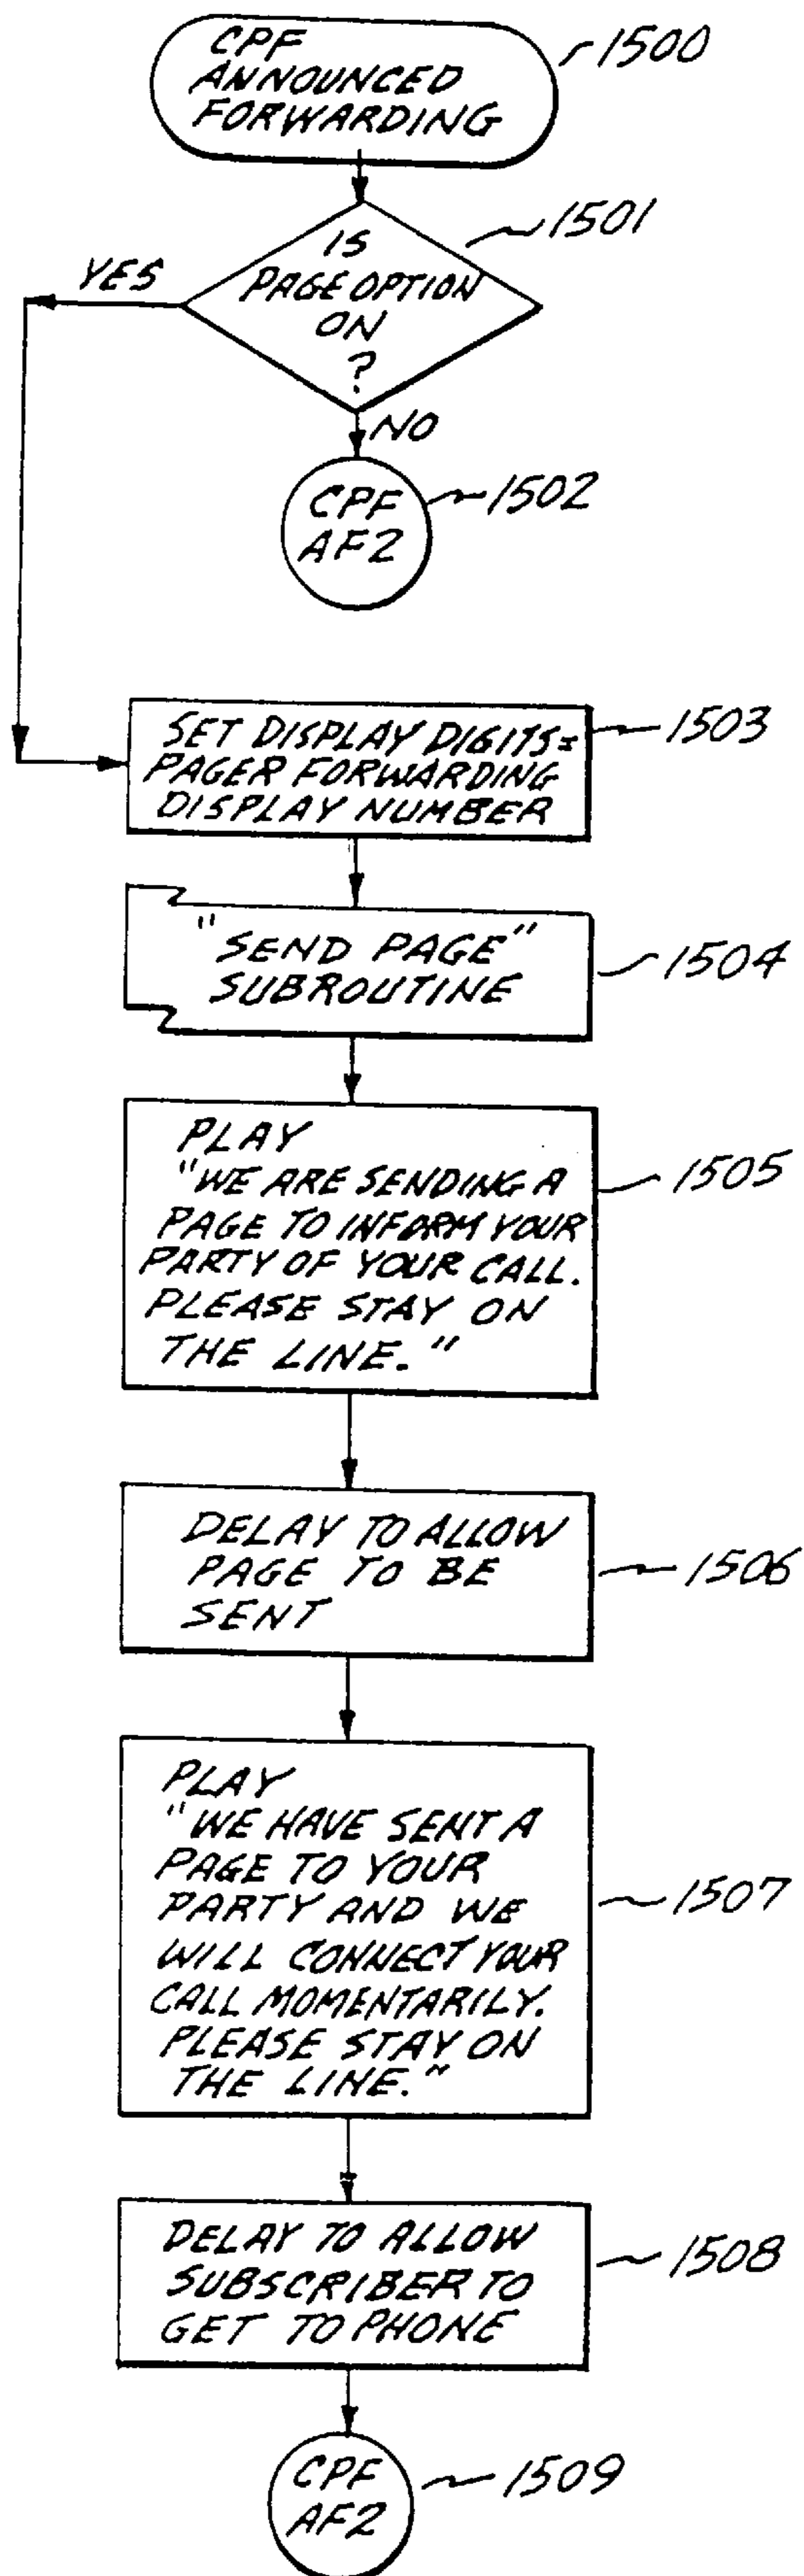 CPF
ANNOUNCED
FORWARDING
1500
IS
PAGE OPTION
ON
?
1501
YES
NO
CPF
AF2
1502
SET DISPLAY DIGITS=
PAGER FORWARDING
DISPLAY NUMBER
1503
"SEND PAGE"
SUBROUTINE
1504
PLAY
"WE ARE SENDING A
PAGE TO INFORM YOUR
PARTY OF YOUR CALL.
PLEASE STAY ON
THE LINE."
1505
DELAY TO ALLOW
PAGE TO BE
SENT
1506
PLAY
"WE HAVE SENT A
PAGE TO YOUR
PARTY AND WE
WILL CONNECT YOUR
CALL MOMENTARILY.
PLEASE STAY ON
THE LINE."
1507
DELAY TO ALLOW
SUBSCRIBER TO
GET TO PHONE
1508
CPF
AF2
1509